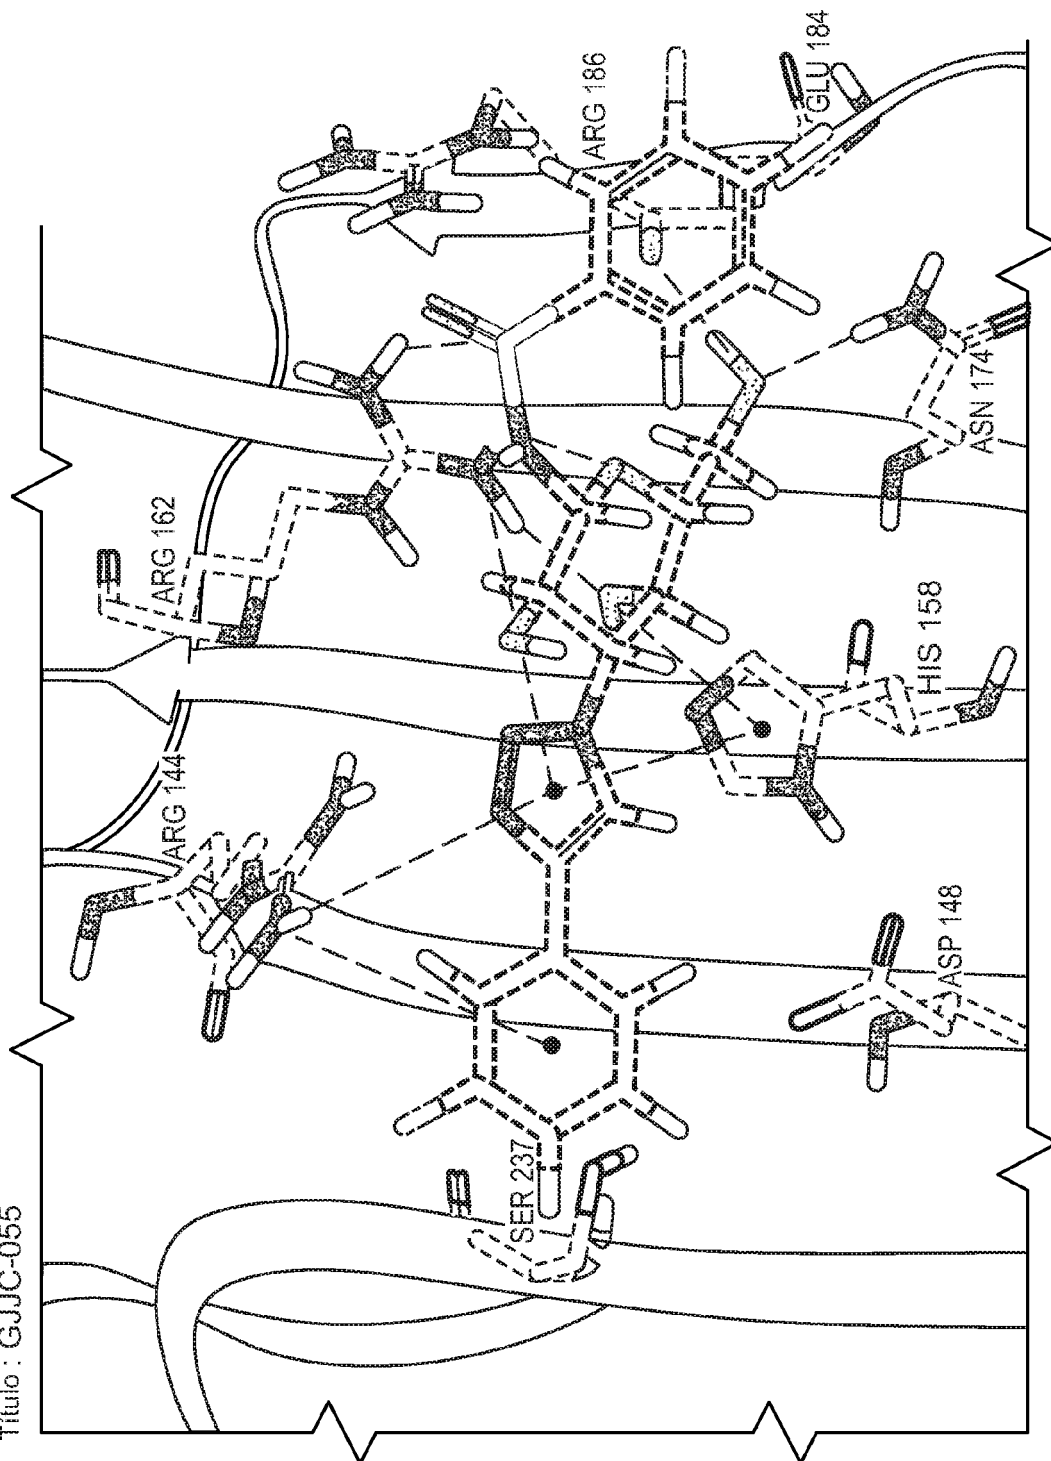 Título : GJJC-055
SER 237
ARG 144
ASP 148
ARG 162
HIS 158
ARG 186
ASN 174
GLU 184